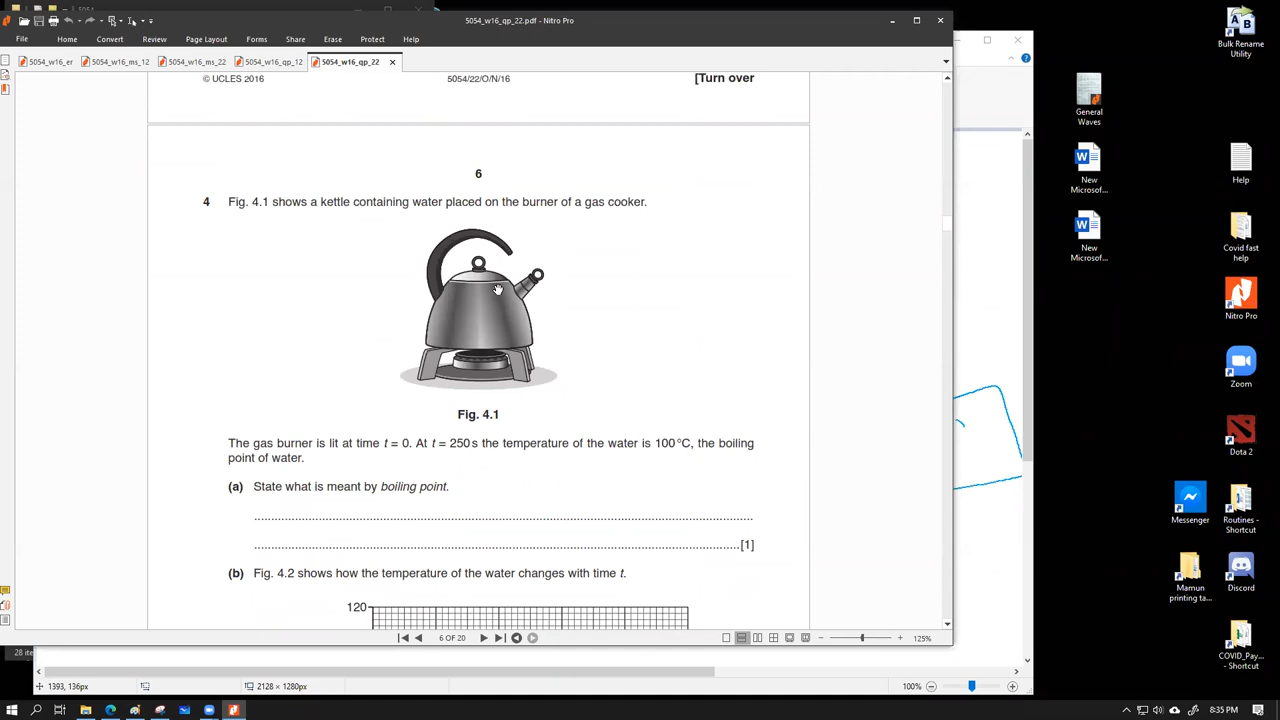 5054_w16_qp_22.pdf - Nitro Pro
File Home Convert Review Page Layout Forms Share Erase Protect Help
5054_w16_er 5054_w16_ms_12 5054_w16_ms_22 5054_w16_qp_12 5054_w16_qp_22
© UCLES 2016 5054/22/O/N/16 [Turn over
6
4 Fig. 4.1 shows a kettle containing water placed on the burner of a gas cooker.
Fig. 4.1
The gas burner is lit at time t = 0. At t = 250 s the temperature of the water is 100 °C, the boiling
point of water.
(a) State what is meant by boiling point.
[1]
(b) Fig. 4.2 shows how the temperature of the water changes with time t.
120
6 OF 20
125%
28 ite
1393, 136px
2128 × 1280px
100%
Bulk Rename
Utility
General
Waves
New
Microsof...
Help
New
Microsof...
Covid fast
help
Nitro Pro
Zoom
Dota 2
Messenger
Routines -
Shortcut
Mamun
printing ta...
Discord
COVID_Pay...
- Shortcut
8:35 PM